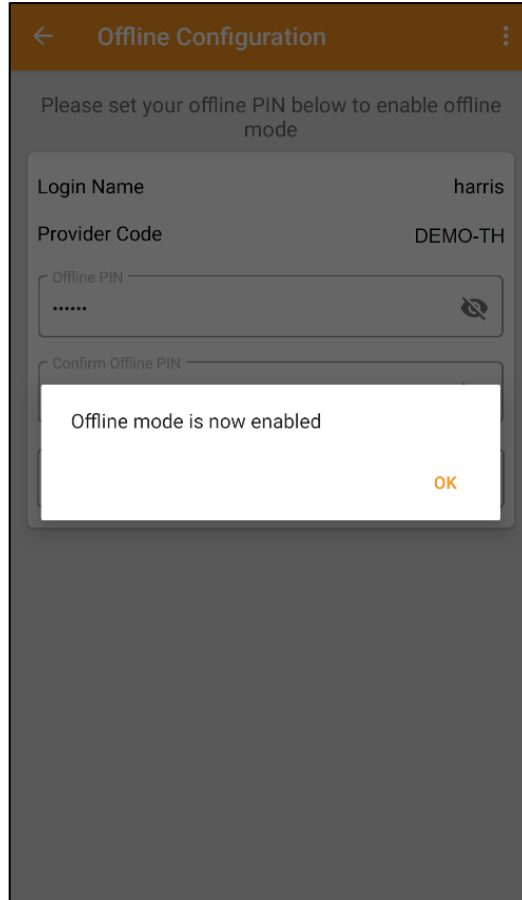 Offline Configuration
Please set your offline PIN below to enable offline
mode
Login Name harris
Provider Code DEMO-TH
Offline PIN
••••••
Confirm Offline PIN
Offline mode is now enabled
OK